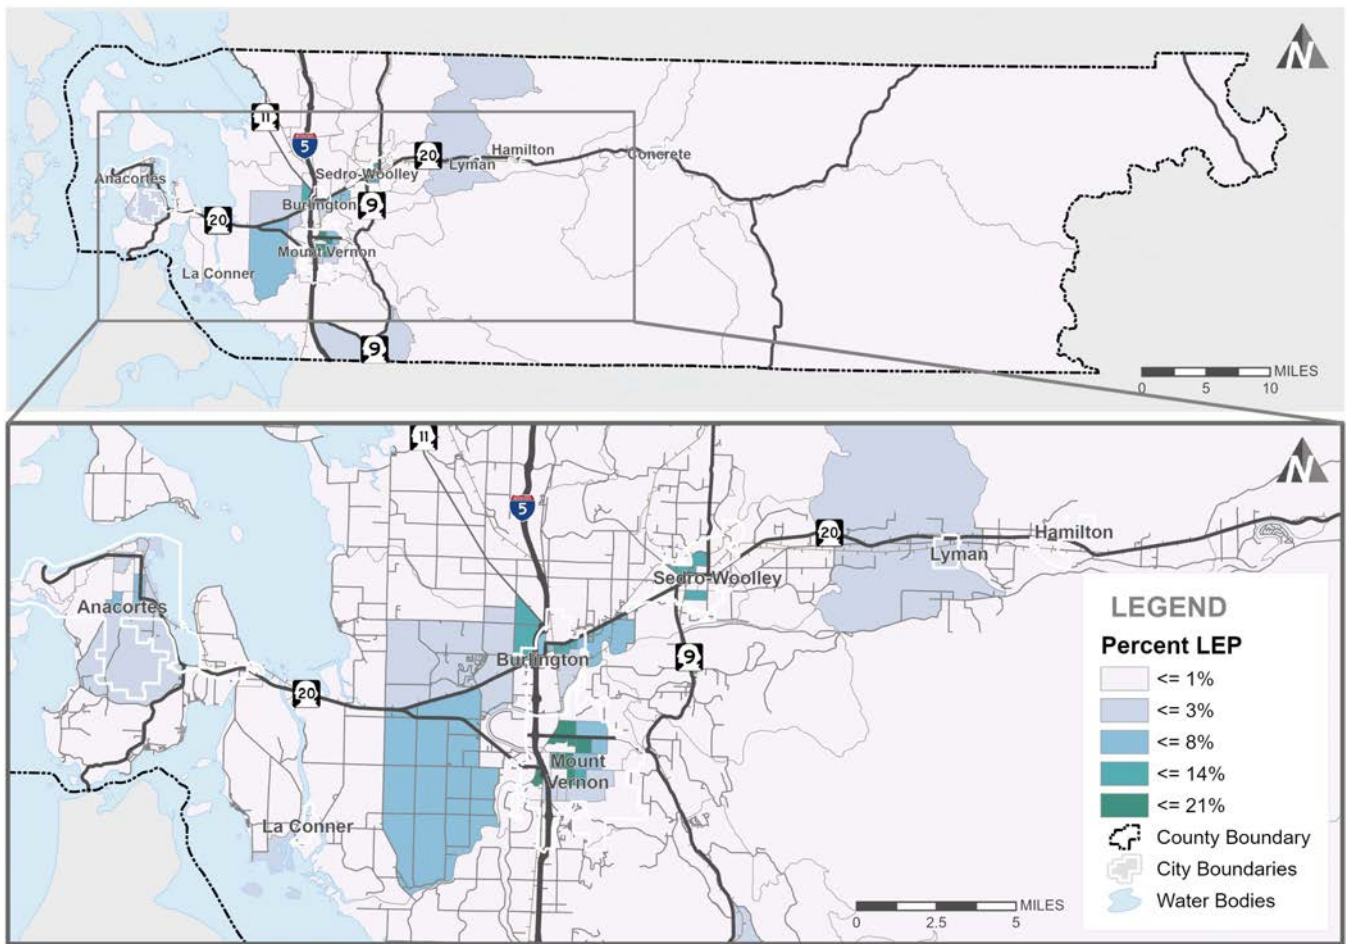 N
11
INTERSTATE
5
20
Hamilton
Lyman
Concrete
Sedro-Woolley
Anacortes
Burlington
9
20
Mount Vernon
La Conner
9
MILES
0 5 10
11
N
INTERSTATE
5
20
Hamilton
Lyman
Sedro-Woolley
Anacortes
Burlington
9
20
Mount
Vernon
La Conner
LEGEND
Percent LEP
<= 1%
<= 3%
<= 8%
<= 14%
<= 21%
County Boundary
City Boundaries
Water Bodies
MILES
0 2.5 5